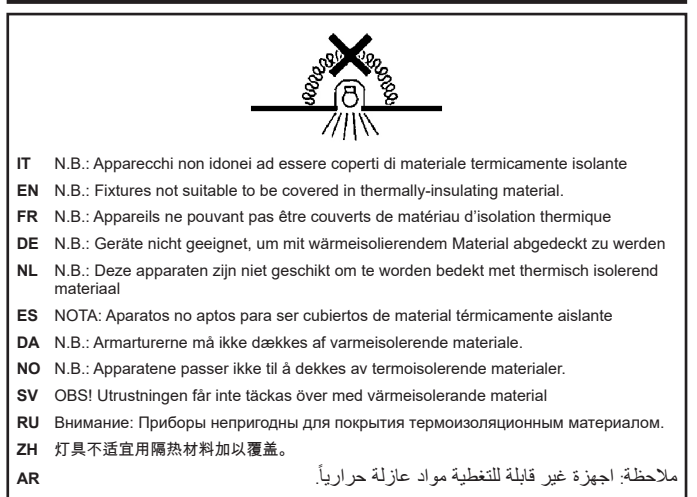 IT N.B.: Apparecchi non idonei ad essere coperti di materiale termicamente isolante
EN N.B.: Fixtures not suitable to be covered in thermally-insulating material.
FR N.B.: Appareils ne pouvant pas être couverts de matériau d'isolation thermique
DE N.B.: Geräte nicht geeignet, um mit wärmeisolierendem Material abgedeckt zu werden
NL N.B.: Deze apparaten zijn niet geschikt om te worden bedekt met thermisch isolerend
materiaal
ES NOTA: Aparatos no aptos para ser cubiertos de material térmicamente aislante
DA N.B.: Armarturerne må ikke dækkes af varmeisolerende materiale.
NO N.B.: Apparatene passer ikke til å dekkes av termoisolerende materialer.
SV OBS! Utrustningen får inte täckas över med värmeisolerande material
RU Внимание: Приборы непригодны для покрытия термоизоляционным материалом.
ZH 灯具不适宜用隔热材料加以覆盖。
AR ملاحظة: اجهزة غير قابلة للتغطية مواد عازلة حرارياً.